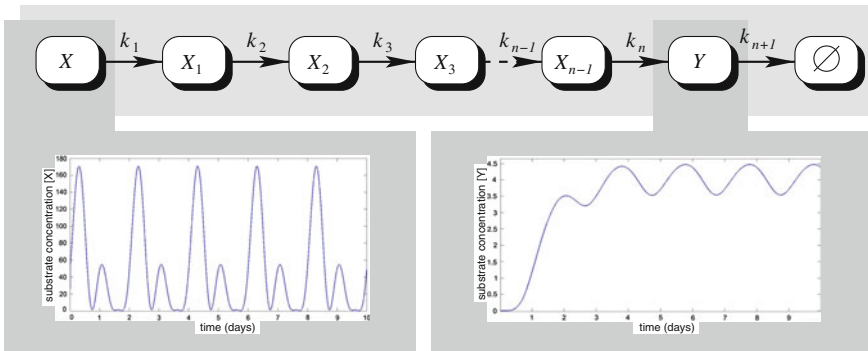 k1 k2 k3 kn-1 kn kn+1
X X1 X2 X3 Xn-1 Y ∅
substrate concentration [X]
180
160
140
120
100
80
60
40
20
0
0 1 2 3 4 5 6 7 8 9 10
time (days)
substrate concentration [Y]
4.5
4
3.5
3
2.5
2
1.5
1
0.5
0
1 2 3 4 5 6 7 8 9
time (days)